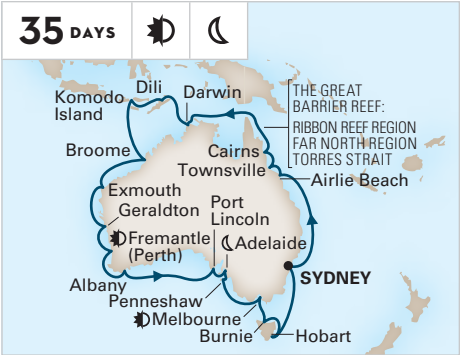 35 DAYS
Dili
Darwin
Komodo
Island
THE GREAT
BARRIER REEF:
RIBBON REEF REGION
FAR NORTH REGION
TORRES STRAIT
Broome
Cairns
Townsville
Airlie Beach
Exmouth
Geraldton
Port
Lincoln
Fremantle
(Perth)
Adelaide
SYDNEY
Albany
Penneshaw
Melbourne
Burnie
Hobart